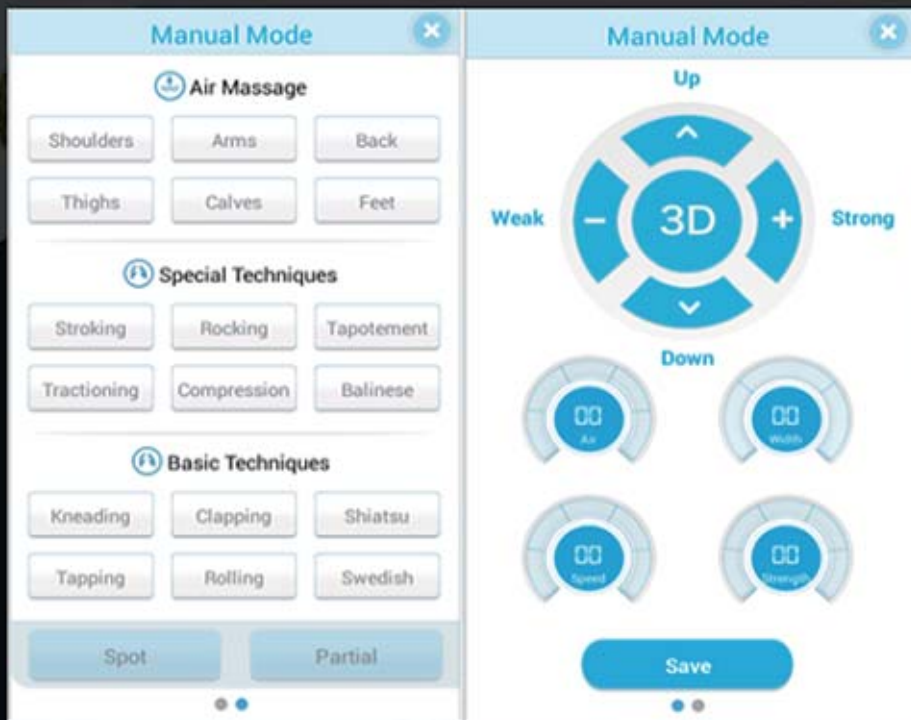 Manual Mode
Air Massage
Shoulders Arms Back
Thighs Calves Feet
Special Techniques
Stroking Rocking Tapotement
Tractioning Compression Balinese
Basic Techniques
Kneading Clapping Shiatsu
Tapping Rolling Swedish
Spot Partial
Manual Mode
Up
Weak − 3D + Strong
Down
00 00
Air Width
00 00
Speed Strength
Save